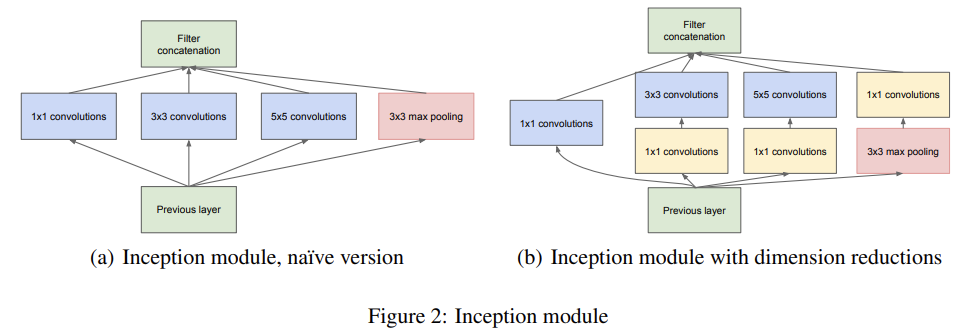 Filter
concatenation
1x1 convolutions
3x3 convolutions
5x5 convolutions
3x3 max pooling
Previous layer
(a) Inception module, naïve version
Filter
concatenation
3x3 convolutions
5x5 convolutions
1x1 convolutions
1x1 convolutions
1x1 convolutions
1x1 convolutions
3x3 max pooling
Previous layer
(b) Inception module with dimension reductions
Figure 2: Inception module